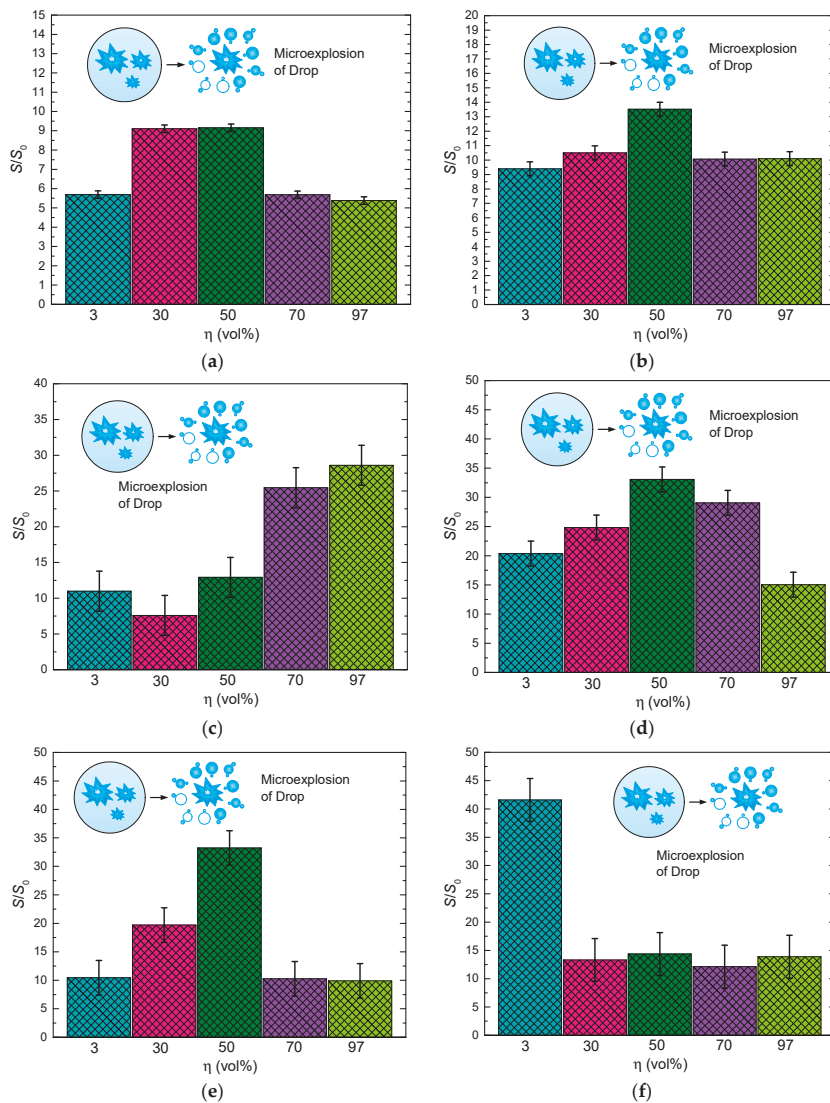 15
14
13
12
11
10
9
8
7
6
5
4
3
2
1
0
S/S0
Microexplosion
of Drop
3 30 50 70 97
η (vol%)
(a)
20
19
18
17
16
15
14
13
12
11
10
9
8
7
6
5
4
3
2
1
0
S/S0
Microexplosion
of Drop
3 30 50 70 97
η (vol%)
(b)
40
35
30
25
20
15
10
5
0
S/S0
Microexplosion
of Drop
3 30 50 70 97
η (vol%)
(c)
50
45
40
35
30
25
20
15
10
5
0
S/S0
Microexplosion
of Drop
3 30 50 70 97
η (vol%)
(d)
50
45
40
35
30
25
20
15
10
5
0
S/S0
Microexplosion
of Drop
3 30 50 70 97
η (vol%)
(e)
50
45
40
35
30
25
20
15
10
5
0
S/S0
Microexplosion
of Drop
3 30 50 70 97
η (vol%)
(f)